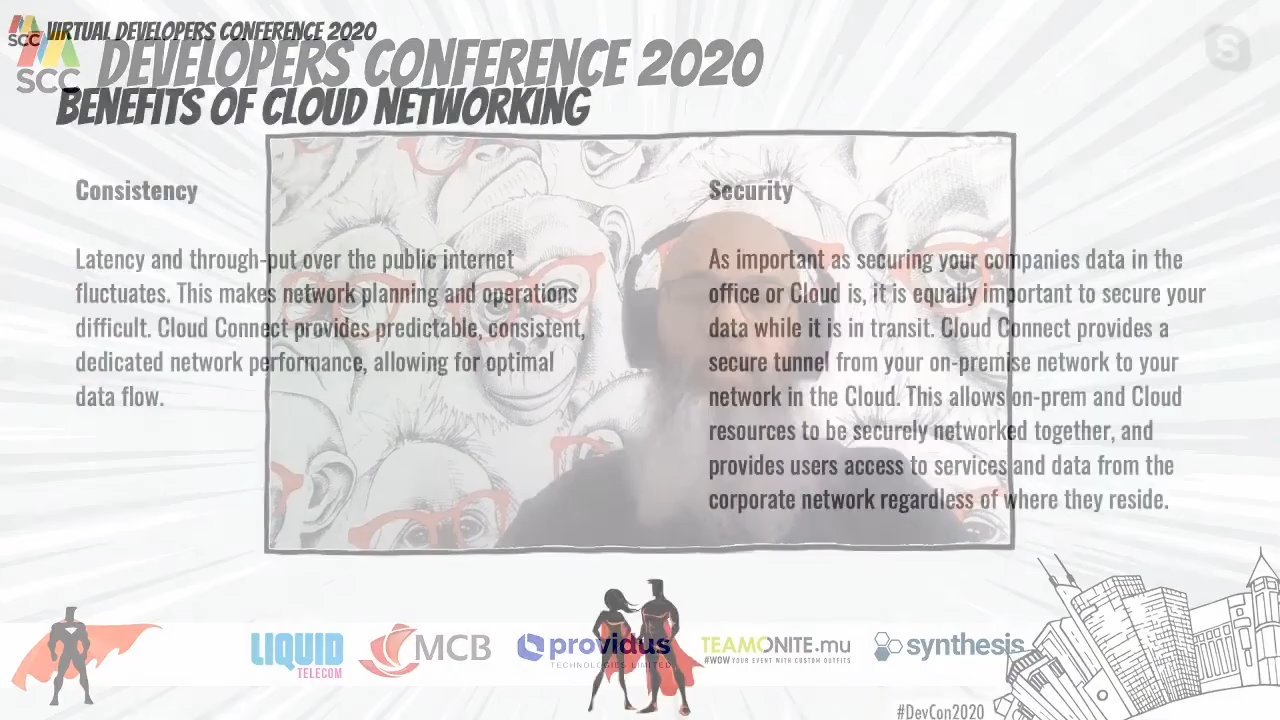 SCC
VIRTUAL DEVELOPERS CONFERENCE 2020
SCC
DEVELOPERS CONFERENCE 2020
BENEFITS OF CLOUD NETWORKING
Consistency
Latency and through-put over the public internet
fluctuates. This makes network planning and operations
difficult. Cloud Connect provides predictable, consistent,
dedicated network performance, allowing for optimal
data flow.
Security
As important as securing your companies data in the
office or Cloud is, it is equally important to secure your
data while it is in transit. Cloud Connect provides a
secure tunnel from your on-premise network to your
network in the Cloud. This allows on-prem and Cloud
resources to be securely networked together, and
provides users access to services and data from the
corporate network regardless of where they reside.
LIQUID
TELECOM
MCB
providus
TECHNOLOGIES LIMITED
TEAMONITE.mu
#WOW YOUR EVENT WITH CUSTOM OUTFITS
synthesis
#DevCon2020